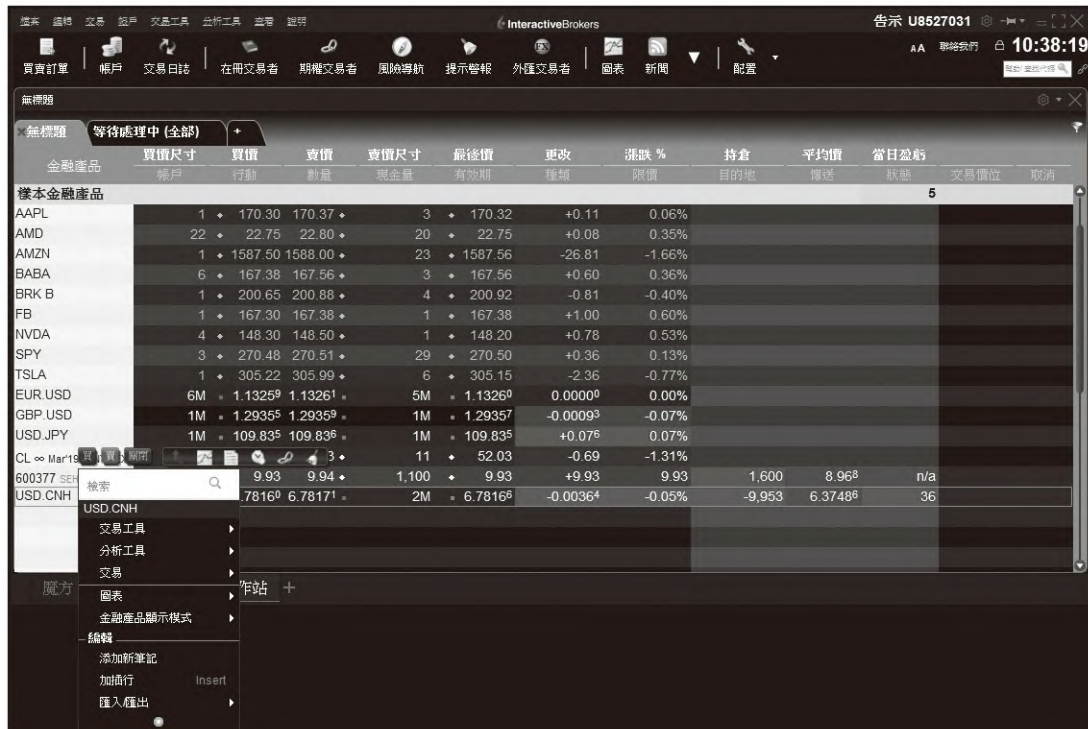 檔案 編輯 交易 賬戶 交易工具 分析工具 查看 說明 InteractiveBrokers 告示 U8527031
買賣訂單 帳戶 交易日誌 在冊交易者 期權交易者 風險導航 提示警報 外匯交易者 圖表 新聞 配置 AA 聯絡我們 10:38:19
無標題
無標題 等待處理中 (全部) +
金融產品 買價尺寸 買價 賣價 賣價尺寸 最後價 更改 漲跌 % 持倉 平均價 當日盈虧
帳戶 行動 數量 現金量 有效期 種類 限價 目的地 傳送 狀態 交易價位 取消
樣本金融產品 5
AAPL 1 170.30 170.37 3 170.32 +0.11 0.06%
AMD 22 22.75 22.80 20 22.75 +0.08 0.35%
AMZN 1 1587.50 1588.00 23 1587.56 -26.81 -1.66%
BABA 6 167.38 167.56 3 167.56 +0.60 0.36%
BRK B 1 200.65 200.88 4 200.92 -0.81 -0.40%
FB 1 167.30 167.38 1 167.38 +1.00 0.60%
NVDA 4 148.30 148.50 1 148.20 +0.78 0.53%
SPY 3 270.48 270.51 29 270.50 +0.36 0.13%
TSLA 1 305.22 305.99 6 305.15 -2.36 -0.77%
EUR.USD 6M 1.13259 1.13261 5M 1.13260 0.00000 0.00%
GBP.USD 1M 1.29355 1.29359 1M 1.29357 -0.00093 -0.07%
USD.JPY 1M 109.835 109.836 1M 109.835 +0.076 0.07%
CL ∞ Mar'19 買 賣 關閉 3 11 52.03 -0.69 -1.31%
600377 SEH 9.93 9.94 1,100 9.93 +9.93 9.93 1,600 8.968 n/a
USD.CNH .78160 6.78171 2M 6.78166 -0.00364 -0.05% -9,953 6.37486 36
檢索
USD.CNH
交易工具
分析工具
交易
魔方 作站 +
圖表
金融產品顯示模式
編輯
添加新筆記
加插行 Insert
匯入/匯出